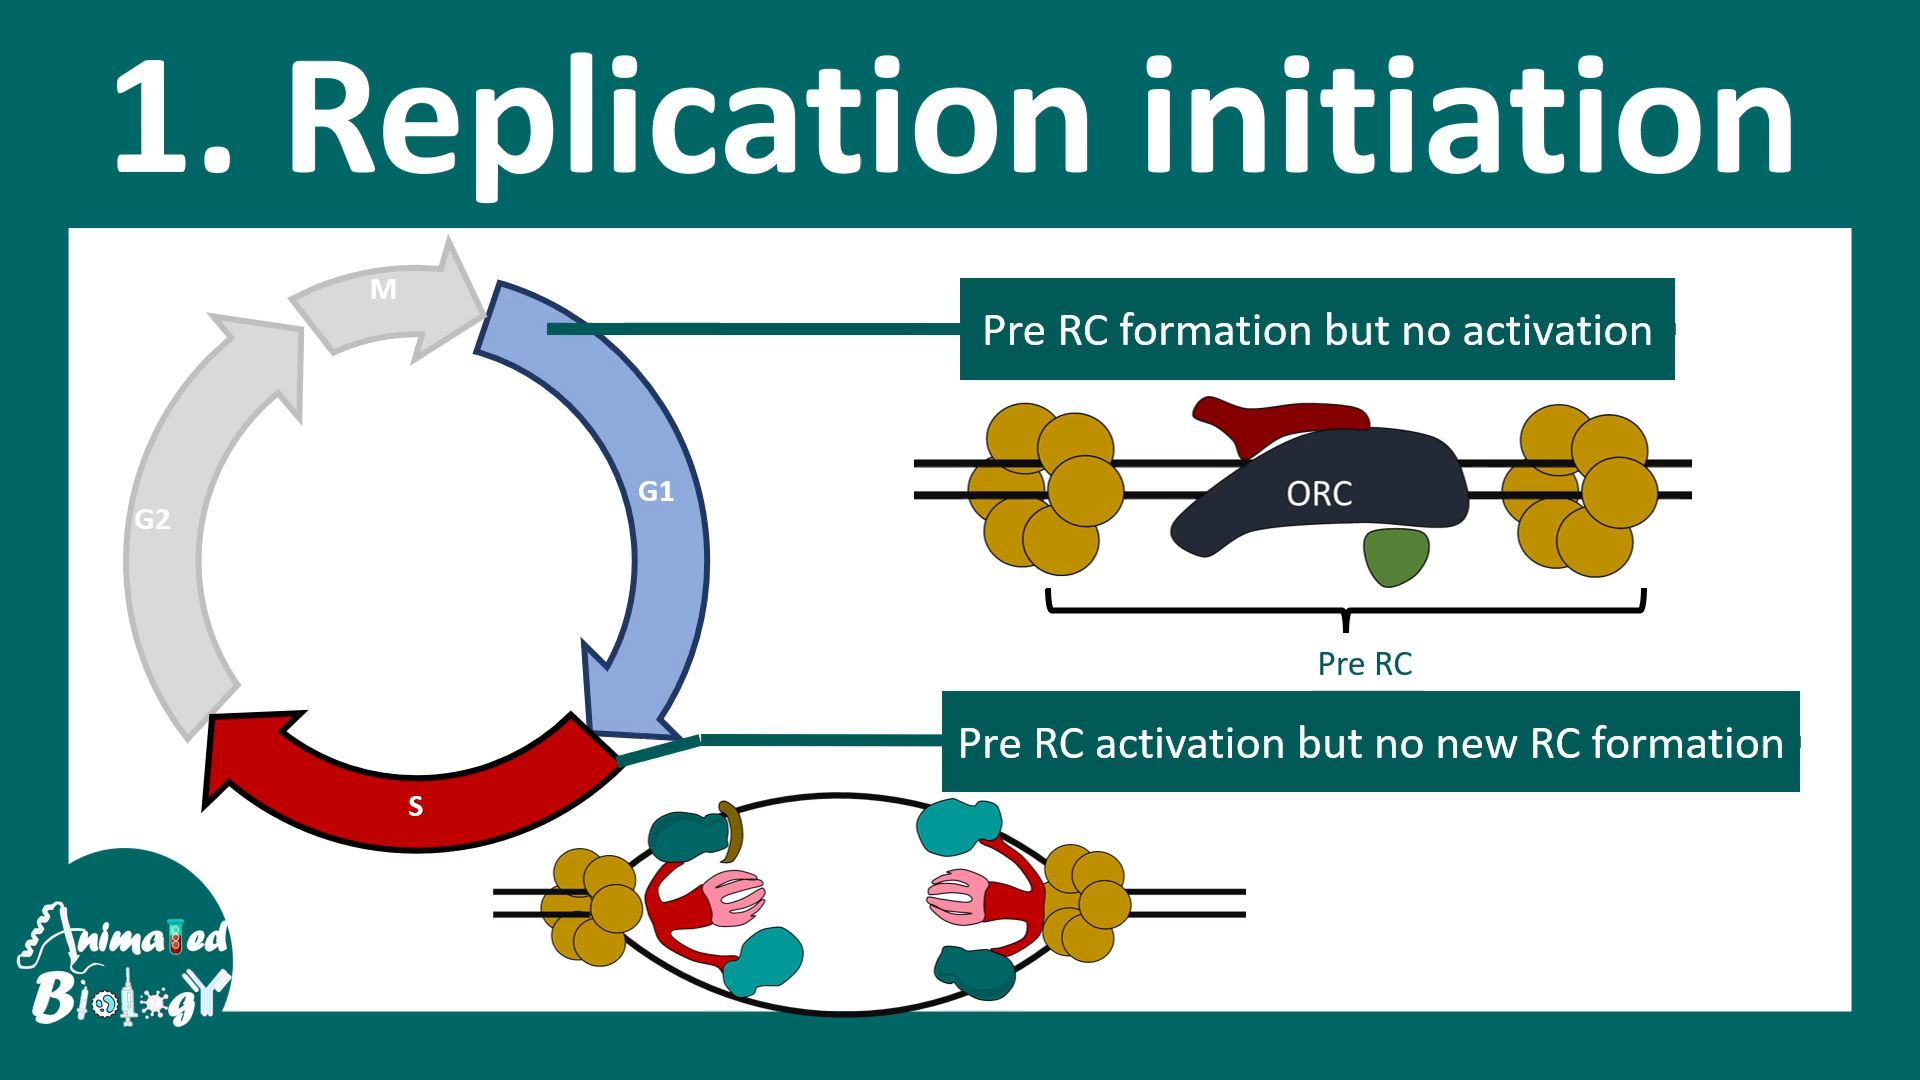 1. Replication initiation
M
Pre RC formation but no activation
G1
G2
ORC
Pre RC
Pre RC activation but no new RC formation
S
Animated
Biology